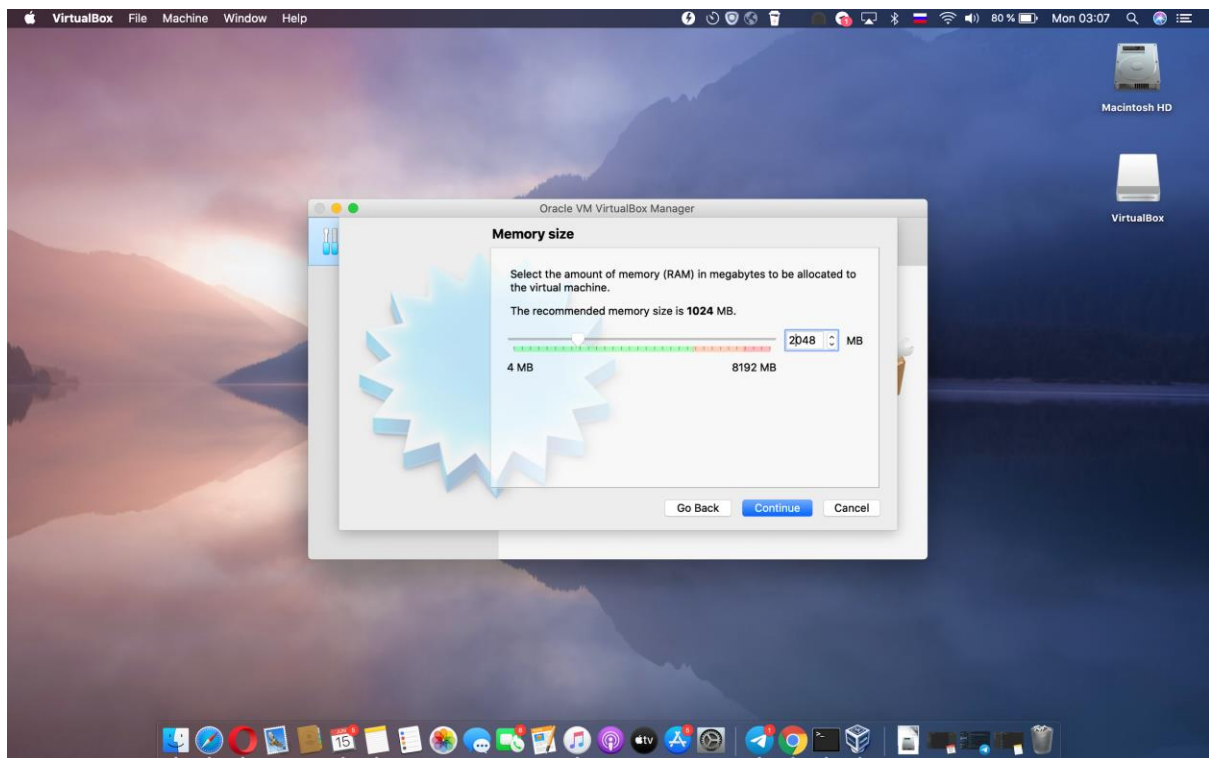 VirtualBox File Machine Window Help 80 % Mon 03:07
Macintosh HD
VirtualBox
Oracle VM VirtualBox Manager
Memory size
Select the amount of memory (RAM) in megabytes to be allocated to
the virtual machine.
The recommended memory size is 1024 MB.
2048 MB
4 MB 8192 MB
Go Back Continue Cancel
15
tv